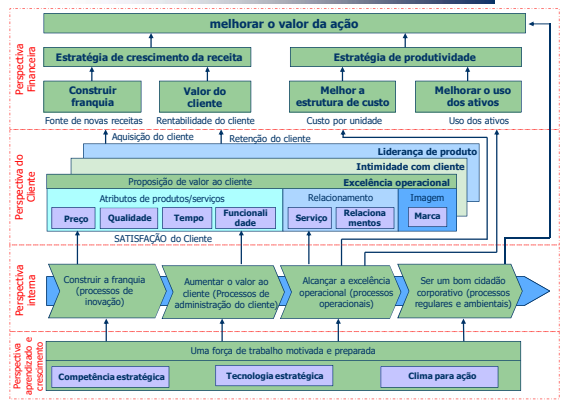 melhorar o valor da ação
Perspectiva
Financeira
Estratégia de crescimento da receita
Estratégia de produtividade
Construir
franquia
Valor do
cliente
Melhor a
estrutura de custo
Melhorar o uso
dos ativos
Fonte de novas receitas
Rentabilidade do cliente
Custo por unidade
Uso dos ativos
Aquisição do cliente
Retenção do cliente
Perspectiva do
Cliente
Liderança de produto
Intimidade com cliente
Proposição de valor ao cliente
Excelência operacional
Atributos de produtos/serviços
Relacionamento
Imagem
Preço
Qualidade
Tempo
Funcionali
dade
Serviço
Relaciona
mentos
Marca
SATISFAÇÃO do Cliente
Perspectiva
interna
Construir a franquia
(processos de
inovação)
Aumentar o valor ao
cliente (Processos de
administração do cliente)
Alcançar a excelência
operacional (processos
operacionais)
Ser um bom cidadão
corporativo (processos
regulares e ambientais)
Perspectiva
aprendizado e
crescimento
Uma força de trabalho motivada e preparada
Competência estratégica
Tecnologia estratégica
Clima para ação